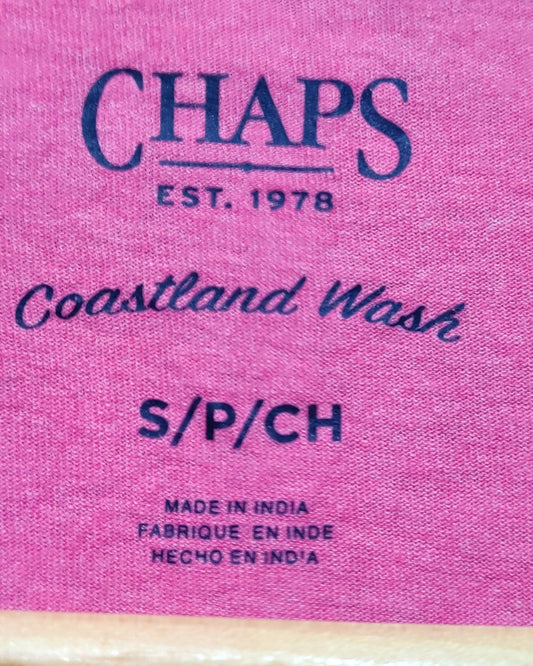 CHAPS
EST. 1978
Coastland Wash
S/P/CH
MADE IN INDIA
FABRIQUE EN INDE
HECHO EN INDIA